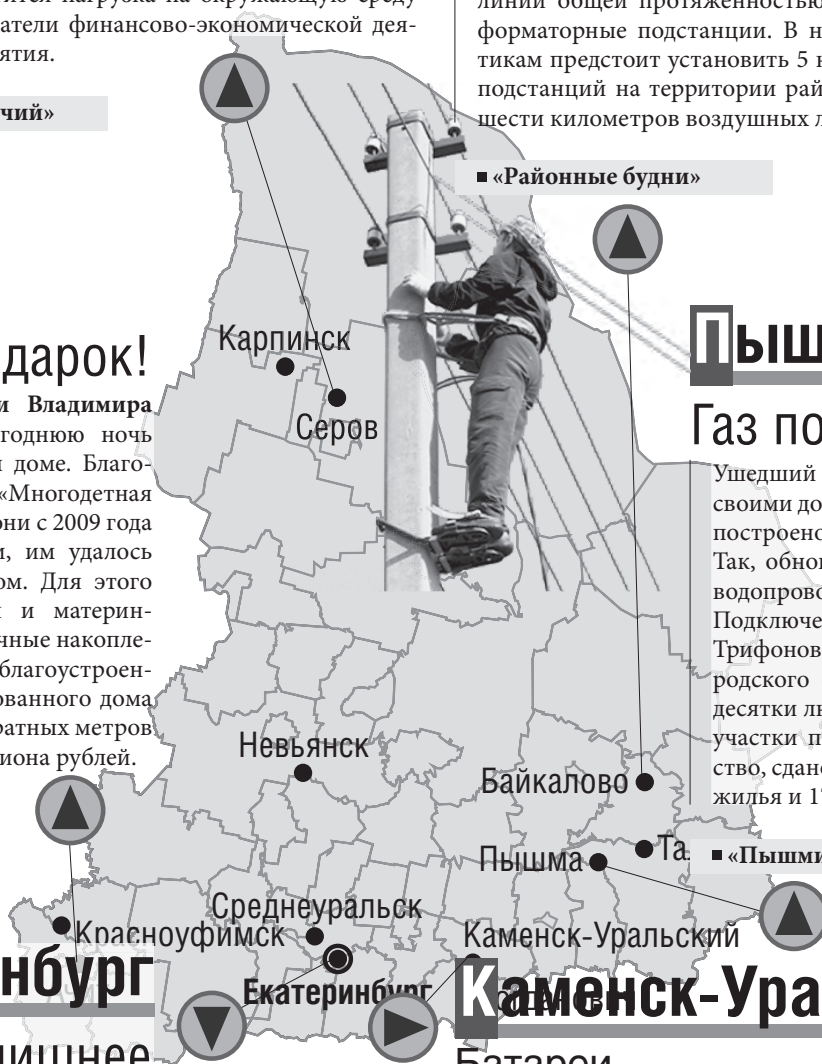 атели финансово-экономической дея-
ятия.
чий»
линий общей протяженностью
форматорные подстанции. В н
тикам предстоит установить 5 н
подстанций на территории рай
шести километров воздушных л
■ «Районные будни»
дарок!
и Владимира
годнюю ночь
доме. Благо-
«Многодетная
они с 2009 года
и, им удалось
ом. Для этого
и материн-
чные накопле-
благоустроен-
ованного дома
ратных метров
иона рублей.
Карпинск
Серов
Невьянск
Байкалово
Пышма
Та
Среднеуральск
Красноуфимск
Каменск-Уральский
Екатеринбург
Пыш
Газ по
Ушедший
своими до
построено
Так, обно
водопрово
Подключе
Трифонов
родского
десятки лю
участки п
ство, сдано
жилья и 17
■ «Пышми
нбург
Каменск-Ура
Батареи